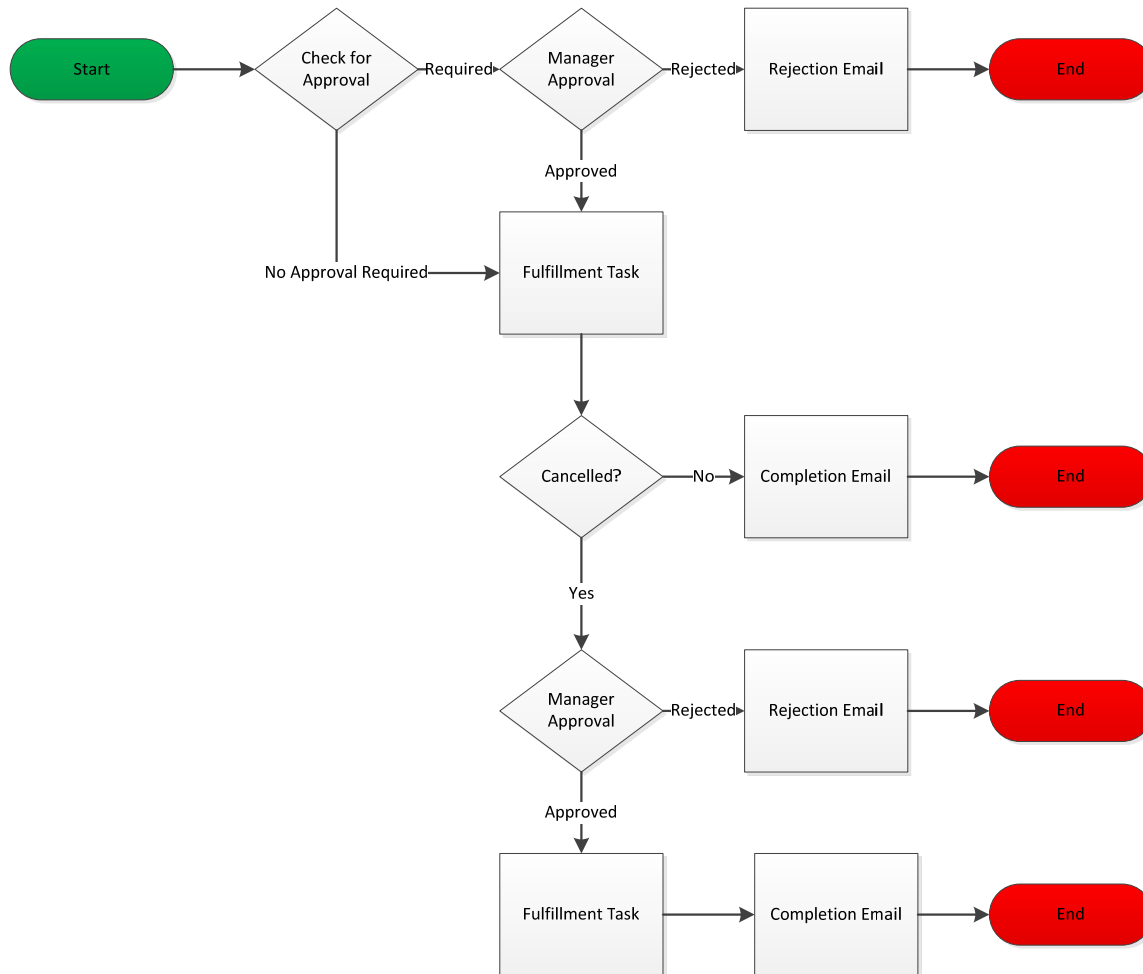 Start
Check for
Approval
Required
Manager
Approval
Rejected
Rejection Email
End
Approved
No Approval Required
Fulfillment Task
Cancelled?
No
Completion Email
End
Yes
Manager
Approval
Rejected
Rejection Email
End
Approved
Fulfillment Task
Completion Email
End